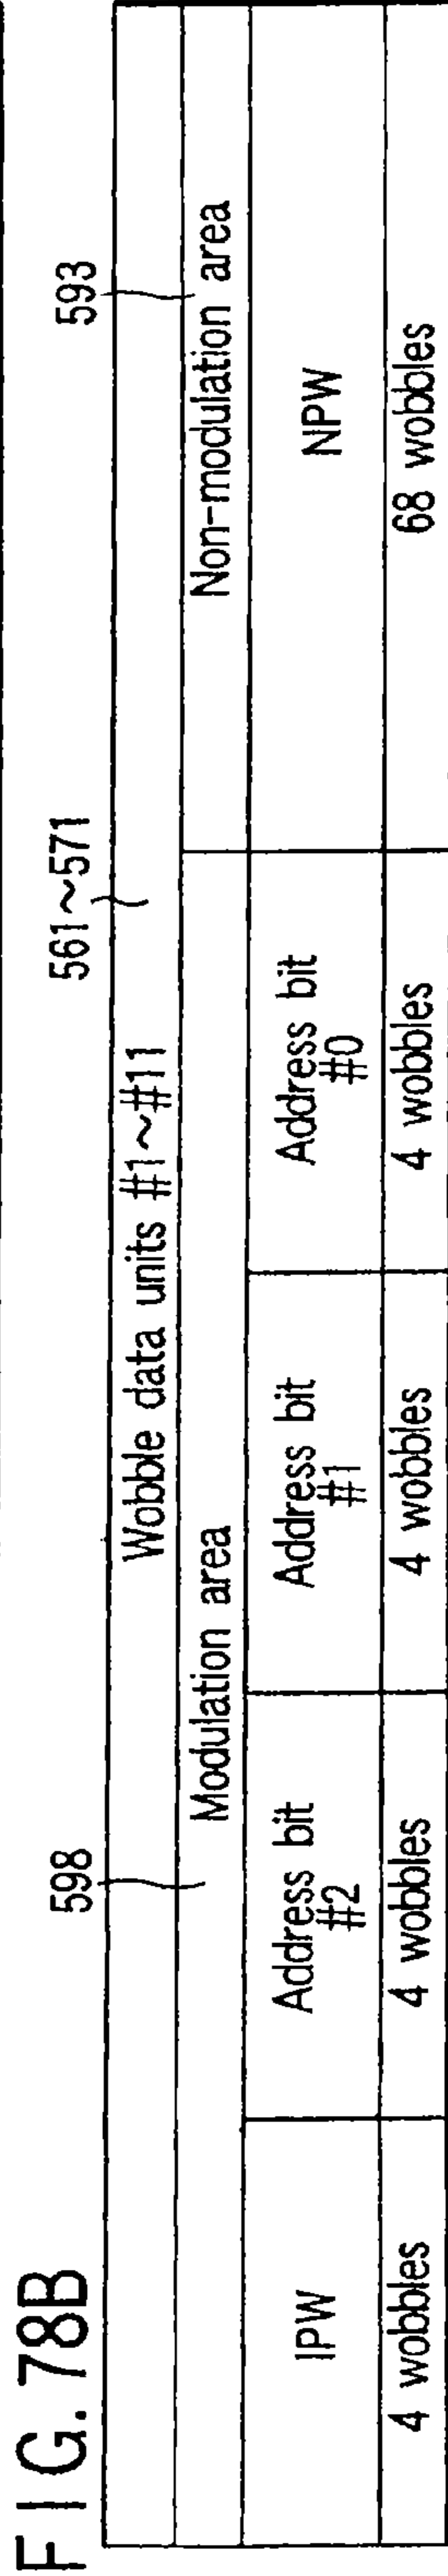 FIG. 78B
561~571
Wobble data units #1~#11
598
593
Modulation area
Non-modulation area
IPW
Address bit
#2
Address bit
#1
Address bit
#0
NPW
4 wobbles
4 wobbles
4 wobbles
4 wobbles
68 wobbles